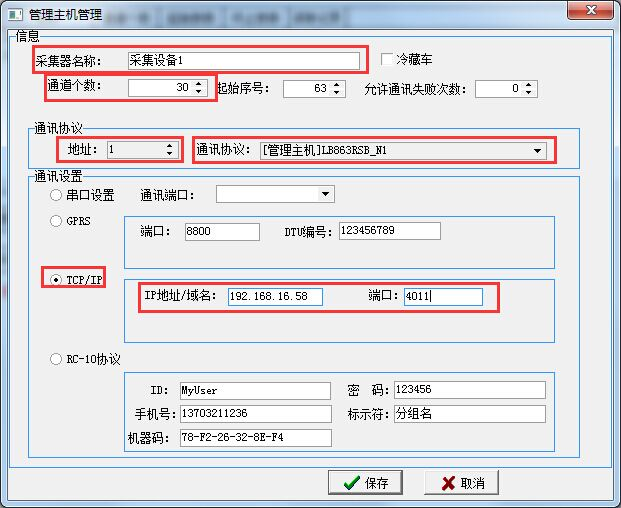 管理主机管理
信息
采集器名称： 采集设备1 冷藏车
通道个数： 30 起始序号： 63 允许通讯失败次数： 0
通讯协议
地址： 1 通讯协议： [管理主机]LB863RSB_N1
通讯设置
串口设置 通讯端口：
GPRS
端口： 8800 DTU编号： 123456789
TCP/IP
IP地址/域名： 192.168.16.58 端口： 4011
RC-10协议
ID： MyUser 密 码： 123456
手机号： 13703211236 标示符： 分组名
机器码： 78-F2-26-32-8E-F4
保存 取消